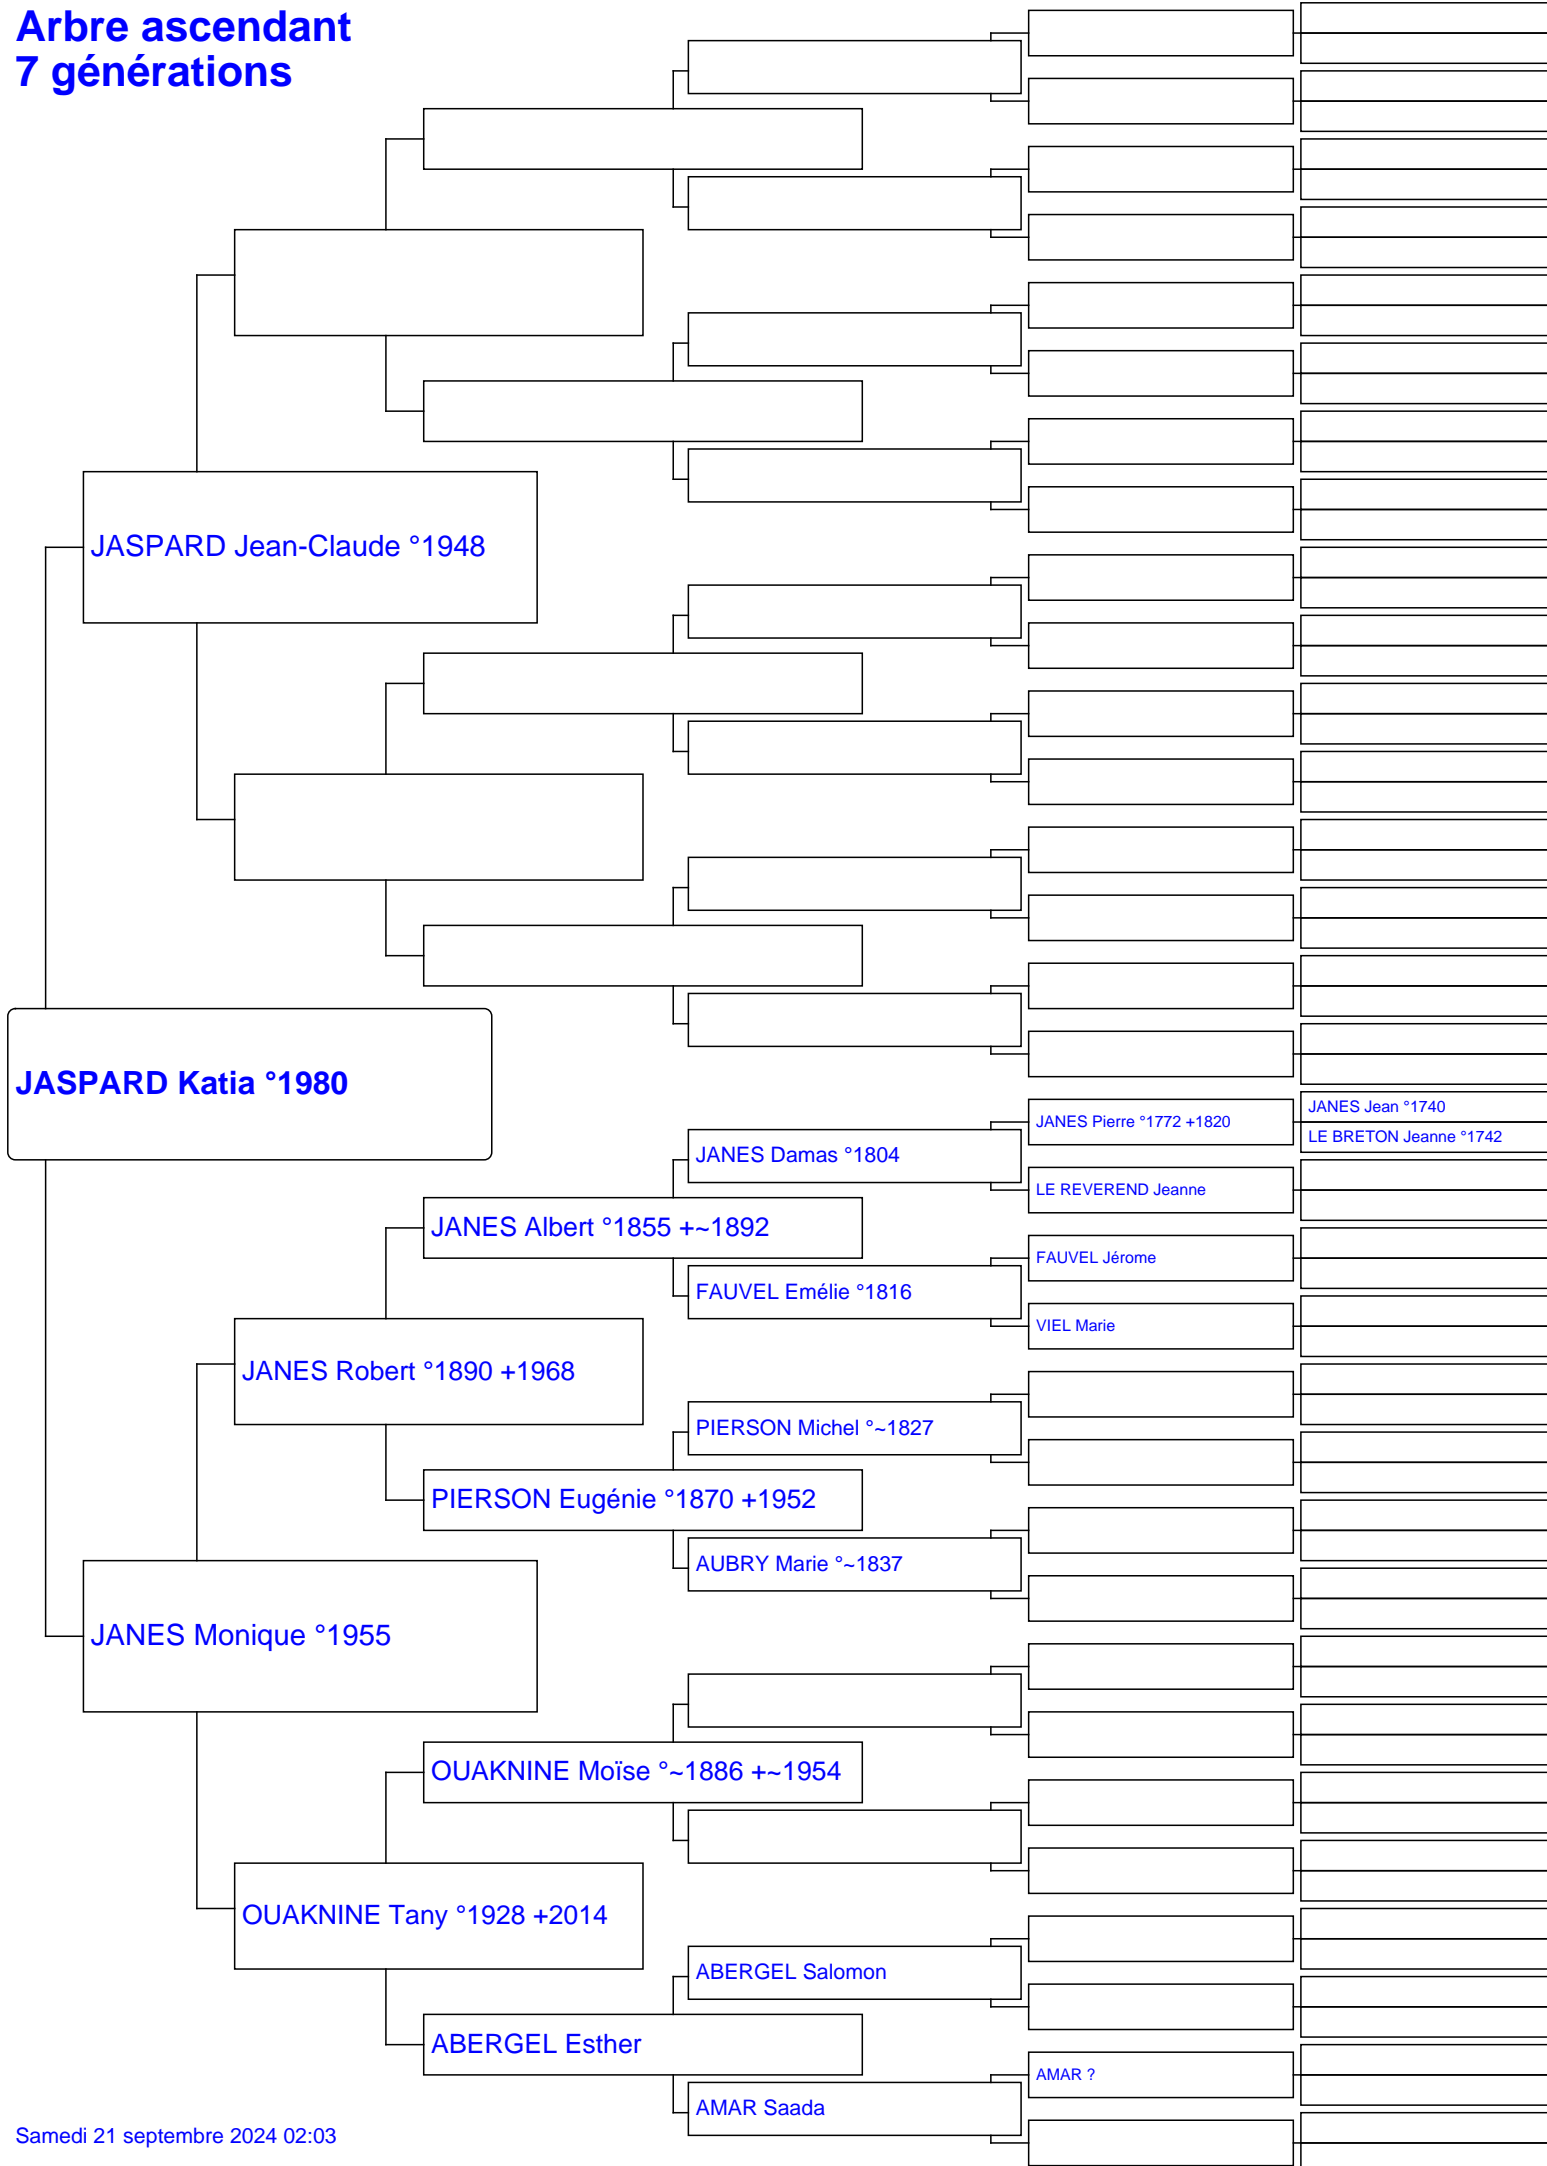 Arbre ascendant
7 générations
JASPARD Jean-Claude °1948
JASPARD Katia °1980
JANES Pierre °1772 +1820
JANES Jean °1740
LE BRETON Jeanne °1742
JANES Damas °1804
LE REVEREND Jeanne
JANES Albert °1855 +~1892
FAUVEL Jérome
FAUVEL Emélie °1816
VIEL Marie
JANES Robert °1890 +1968
PIERSON Michel °~1827
PIERSON Eugénie °1870 +1952
AUBRY Marie °~1837
JANES Monique °1955
OUAKNINE Moïse °~1886 +~1954
OUAKNINE Tany °1928 +2014
ABERGEL Salomon
ABERGEL Esther
AMAR ?
AMAR Saada
Samedi 21 septembre 2024 02:03